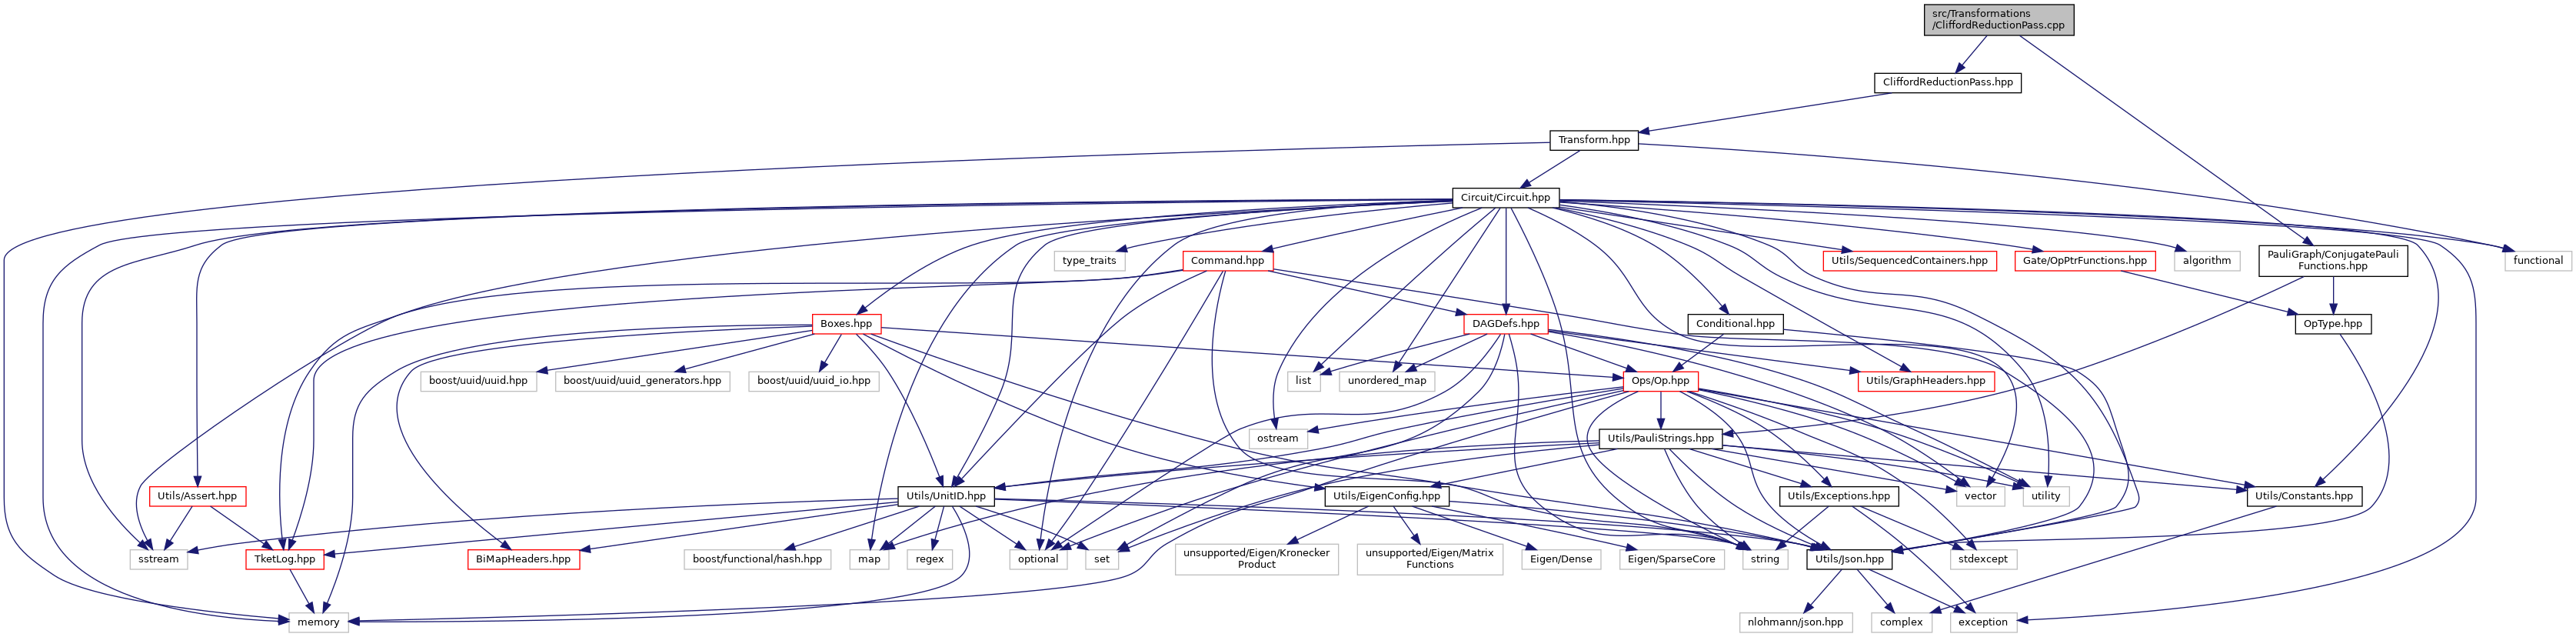 src/Transformations
/CliffordReductionPass.cpp
CliffordReductionPass.hpp
Transform.hpp
Circuit/Circuit.hpp
type_traits
Command.hpp
Utils/SequencedContainers.hpp
Gate/OpPtrFunctions.hpp
algorithm
PauliGraph/ConjugatePauli
Functions.hpp
functional
Boxes.hpp
DAGDefs.hpp
Conditional.hpp
OpType.hpp
boost/uuid/uuid.hpp
boost/uuid/uuid_generators.hpp
boost/uuid/uuid_io.hpp
list
unordered_map
Ops/Op.hpp
Utils/GraphHeaders.hpp
ostream
Utils/PauliStrings.hpp
Utils/Assert.hpp
Utils/UnitID.hpp
Utils/EigenConfig.hpp
Utils/Exceptions.hpp
vector
utility
Utils/Constants.hpp
sstream
TketLog.hpp
BiMapHeaders.hpp
boost/functional/hash.hpp
map
regex
optional
set
unsupported/Eigen/Kronecker
Product
unsupported/Eigen/Matrix
Functions
Eigen/Dense
Eigen/SparseCore
string
Utils/Json.hpp
stdexcept
memory
nlohmann/json.hpp
complex
exception